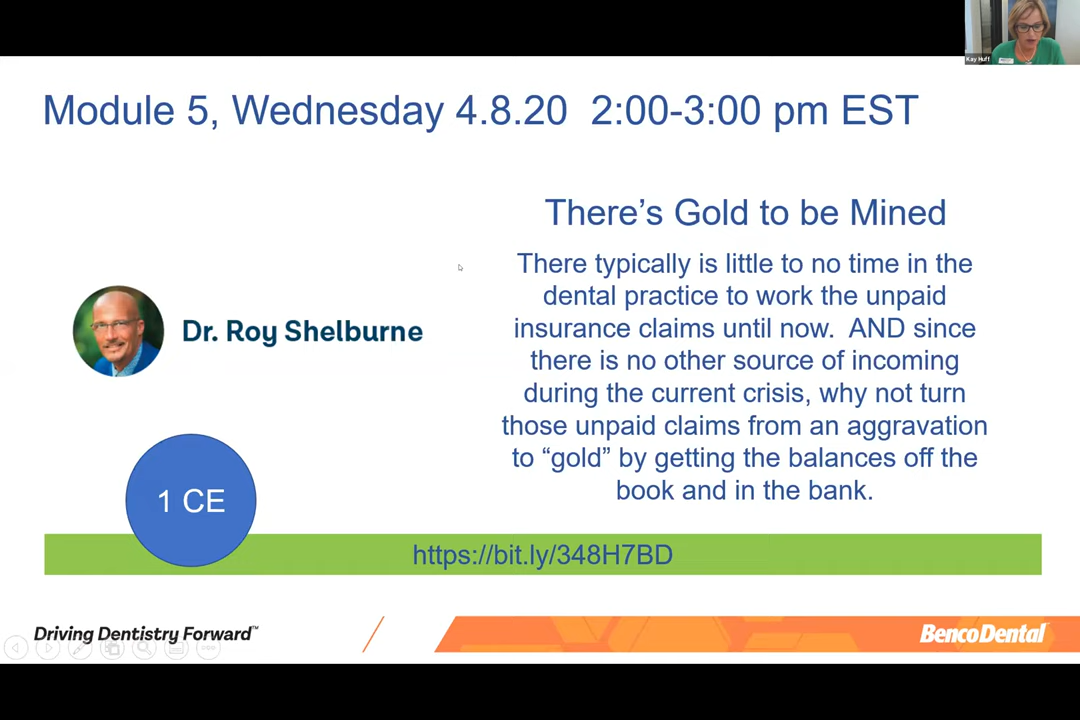 Kay Huff
Module 5, Wednesday 4.8.20 2:00-3:00 pm EST
There's Gold to be Mined
There typically is little to no time in the
dental practice to work the unpaid
insurance claims until now. AND since
there is no other source of incoming
during the current crisis, why not turn
those unpaid claims from an aggravation
to “gold” by getting the balances off the
book and in the bank.
Dr. Roy Shelburne
1 CE
https://bit.ly/348H7BD
Driving Dentistry Forward™
BencoDental